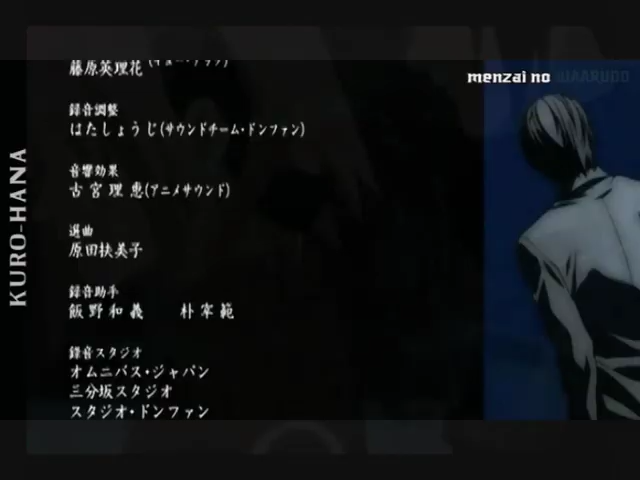 藤原英理花
menzai no
録音調整
はたしょうじ(サウンドチーム・ドンファン)
音響効果
古宮理恵(アニメサウンド)
選曲
原田扶美子
録音助手
飯野和義 朴寧範
録音スタジオ
オムニバス・ジャパン
三分坂スタジオ
スタジオ・ドンファン
KURO-HANA